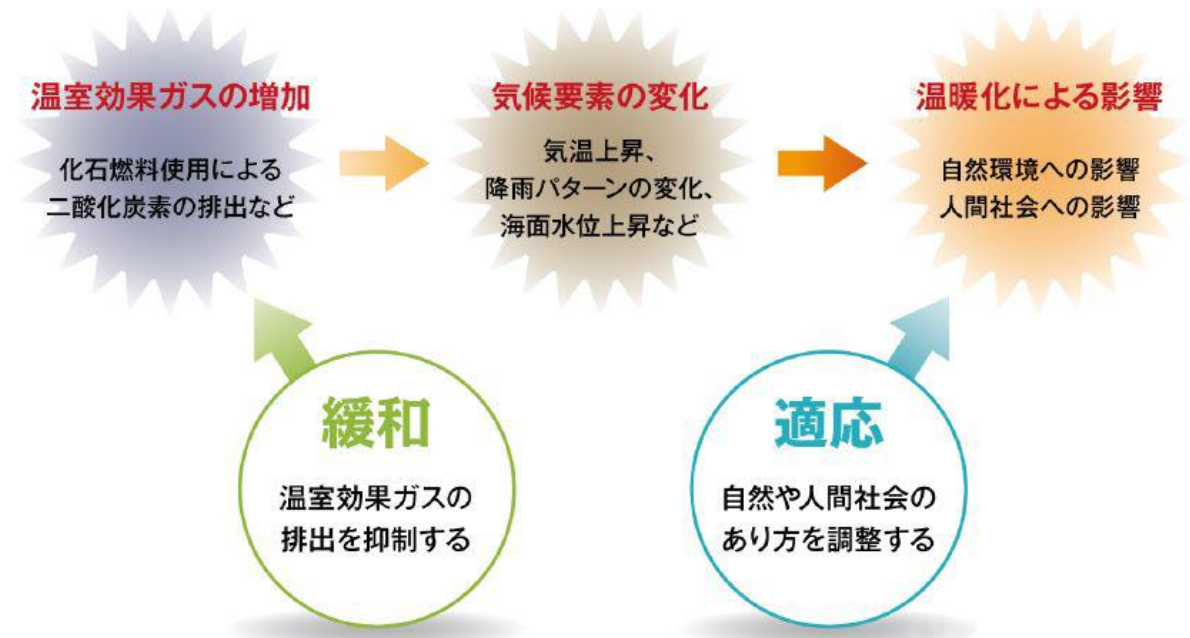 温室効果ガスの増加
化石燃料使用による
二酸化炭素の排出など
気候要素の変化
気温上昇、
降雨パターンの変化、
海面水位上昇など
温暖化による影響
自然環境への影響
人間社会への影響
緩和
温室効果ガスの
排出を抑制する
適応
自然や人間社会の
あり方を調整する